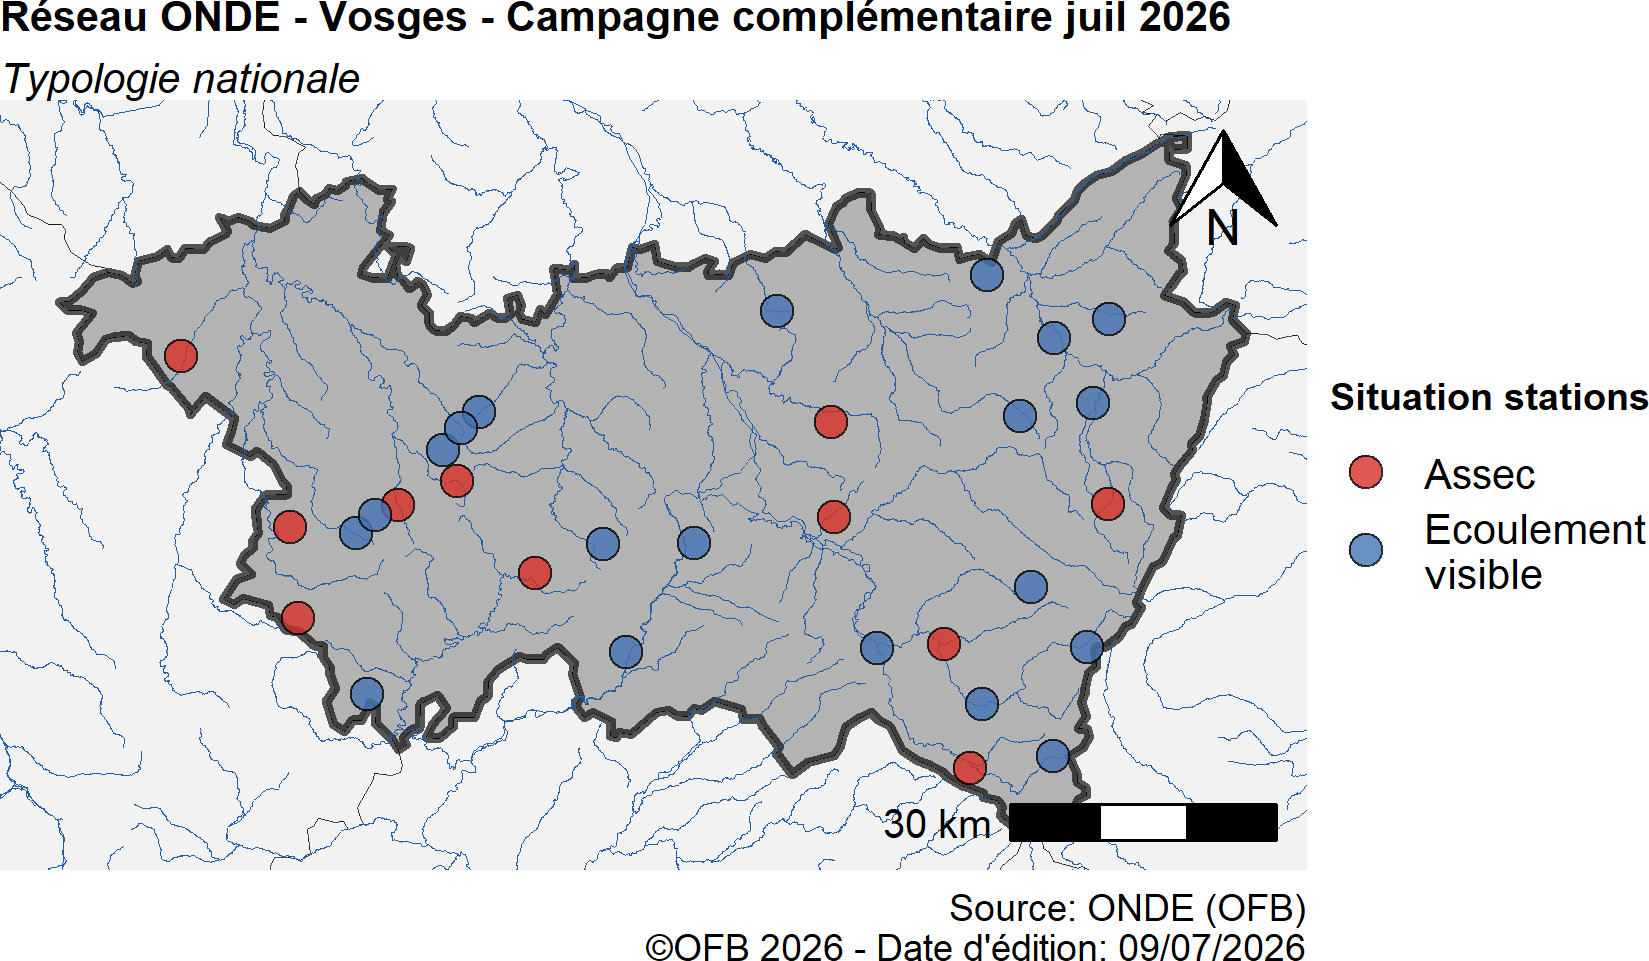 Réseau ONDE - Vosges - Campagne complémentaire juil 2026
Typologie nationale
N
Situation stations
Assec
Ecoulement
visible
30 km
Source: ONDE (OFB)
©OFB 2026 - Date d'édition: 09/07/2026